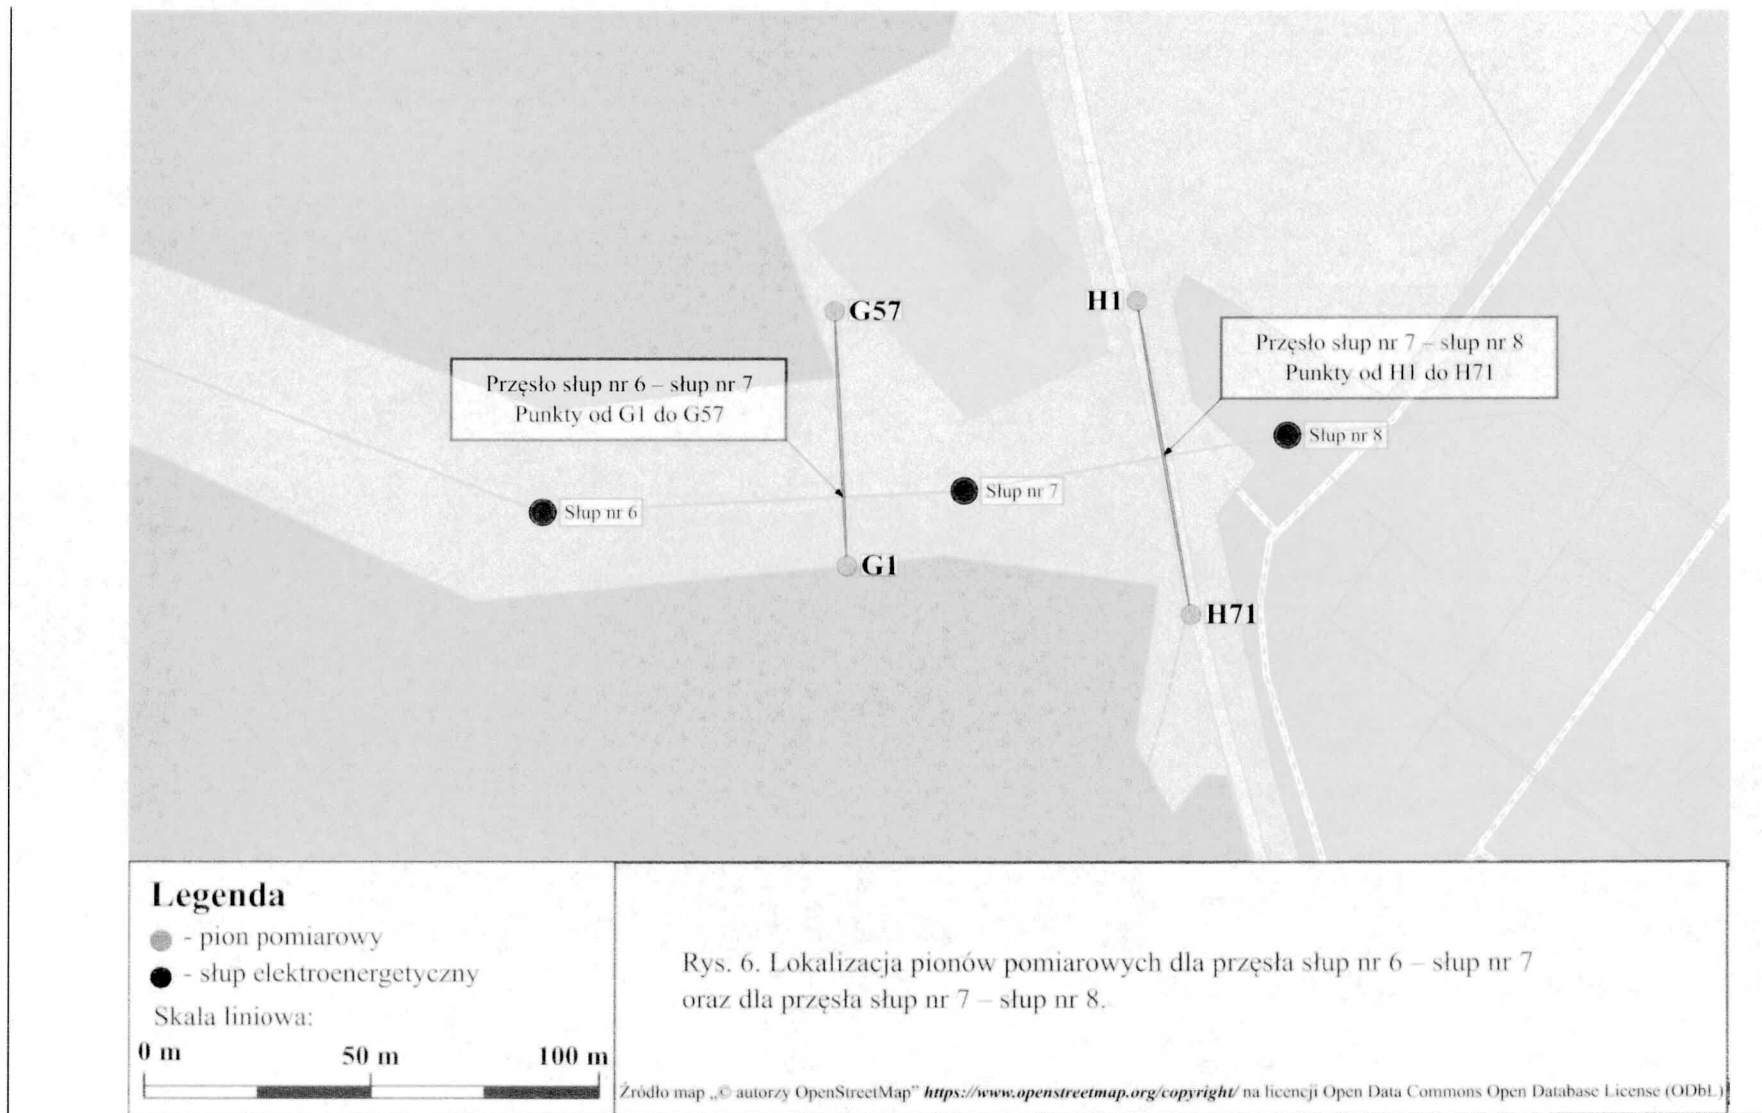 G57
H1
Przęsło słup nr 7 – słup nr 8
Punkty od H1 do H71
Przęsło słup nr 6 – słup nr 7
Punkty od G1 do G57
Słup nr 8
Słup nr 7
Słup nr 6
G1
H71
Legenda
- pion pomiarowy
- słup elektroenergetyczny
Skala liniowa:
0 m 50 m 100 m
Rys. 6. Lokalizacja pionów pomiarowych dla przęsła słup nr 6 – słup nr 7
oraz dla przęsła słup nr 7 – słup nr 8.
Źródło map „© autorzy OpenStreetMap” https://www.openstreetmap.org/copyright/ na licencji Open Data Commons Open Database License (ODbL)